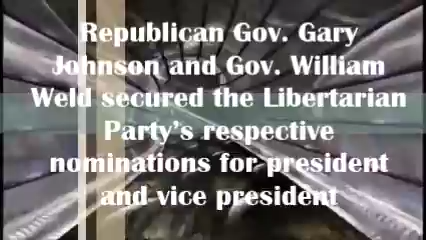 Republican Gov. Gary
Johnson and Gov. William
Weld secured the Libertarian
Party's respective
nominations for president
and vice president